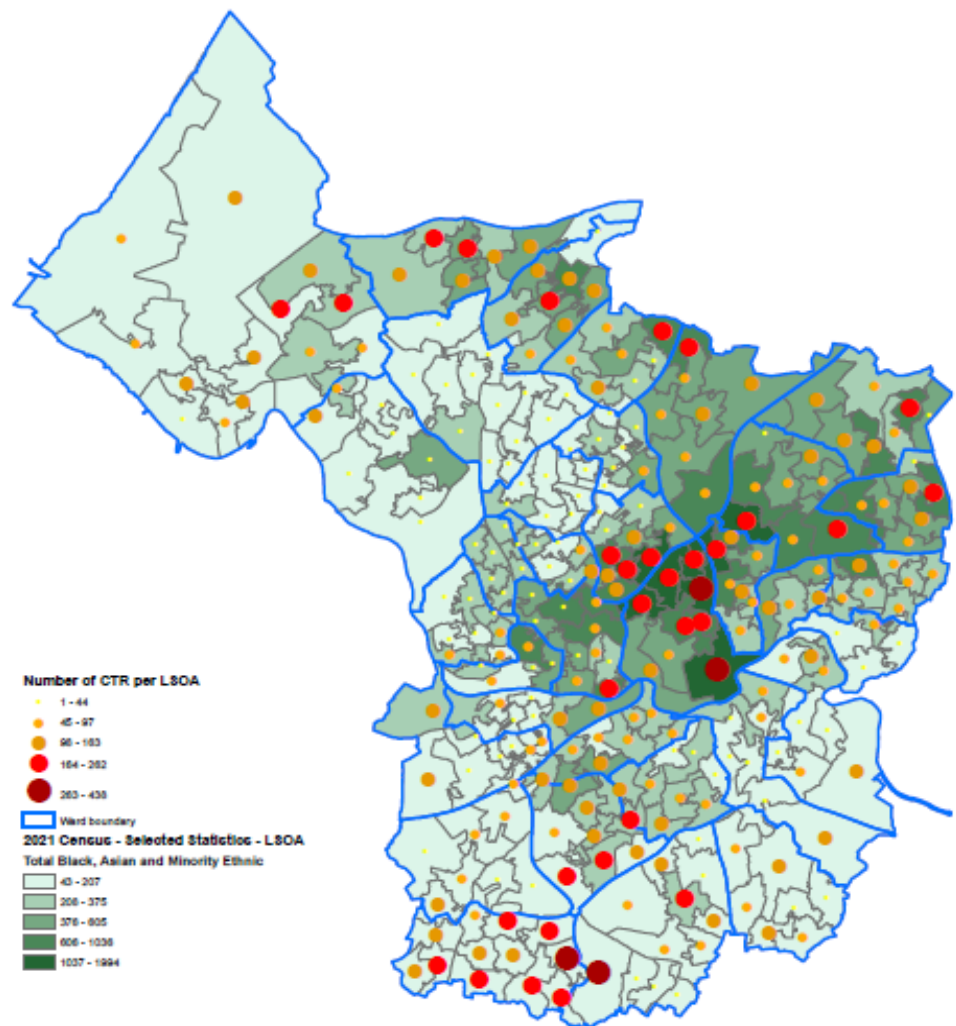 Number of CTR per LSOA
1 - 44
45 - 97
98 - 163
164 - 262
263 - 438
Ward boundary
2021 Census - Selected Statistics - LSOA
Total Black, Asian and Minority Ethnic
43 - 207
208 - 375
376 - 605
606 - 1036
1037 - 1994